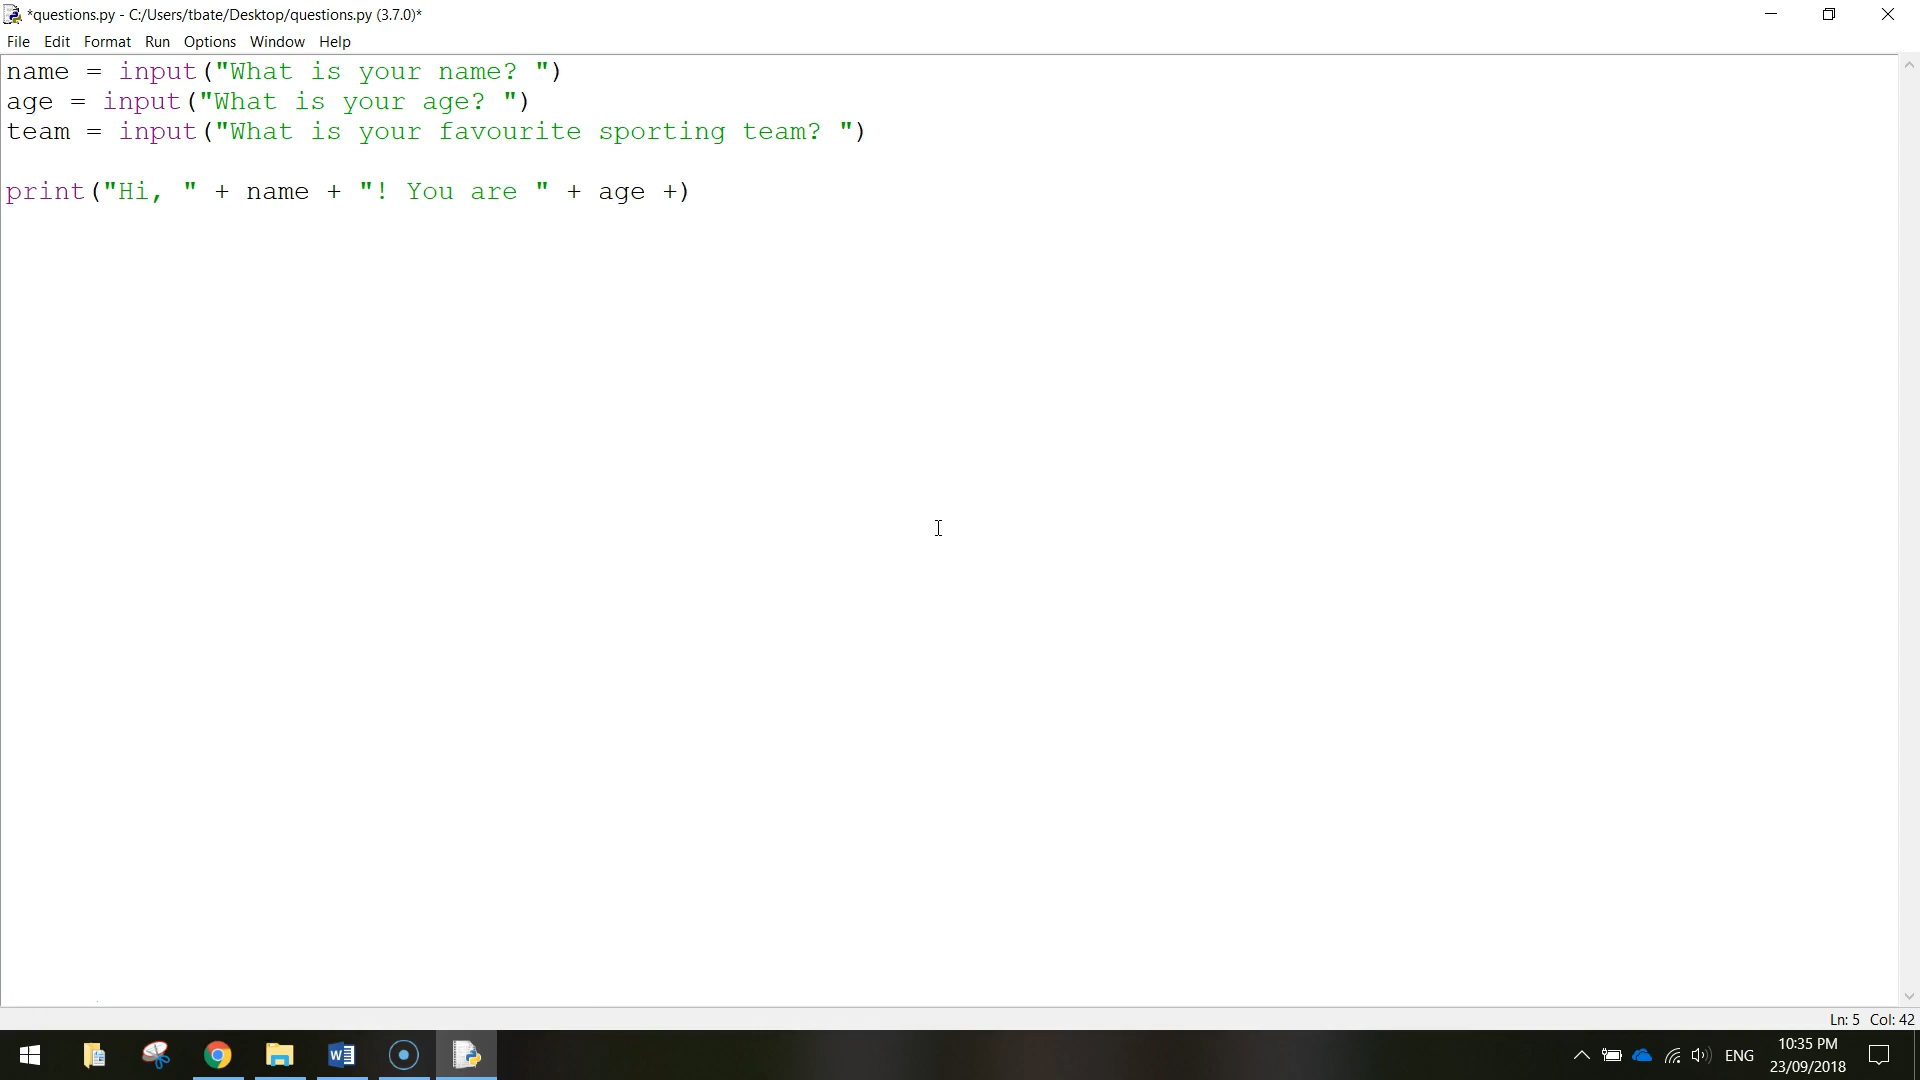 *questions.py - C:/Users/tbate/Desktop/questions.py (3.7.0)*
File Edit Format Run Options Window Help
name = input("What is your name? ")
age = input("What is your age? ")
team = input("What is your favourite sporting team? ")
print("Hi, " + name + "! You are " + age +)
Ln: 5 Col: 42
ENG
10:35 PM
23/09/2018